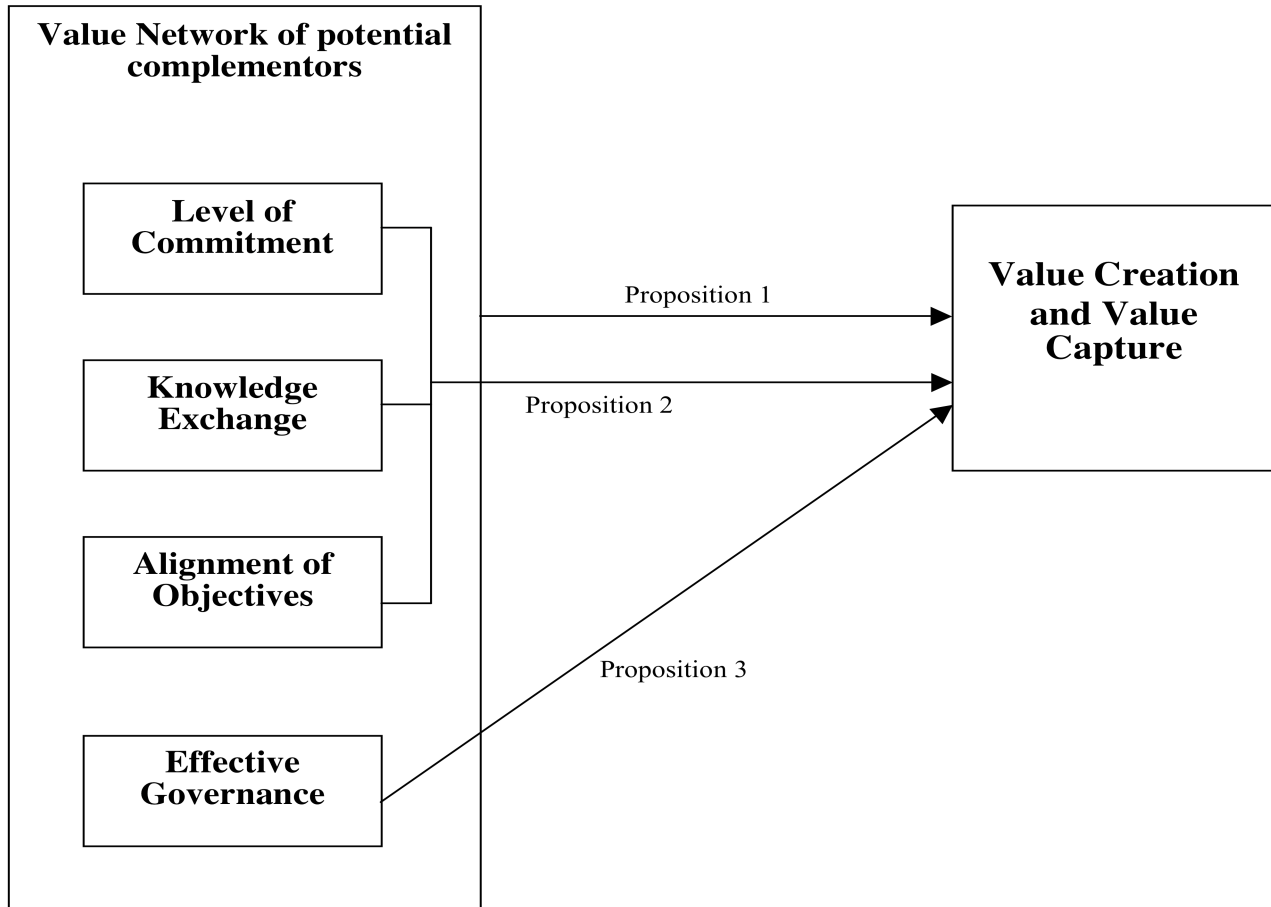 Value Network of potential
complementors
Level of
Commitment
Knowledge
Exchange
Alignment of
Objectives
Effective
Governance
Proposition 1
Proposition 2
Proposition 3
Value Creation
and Value
Capture